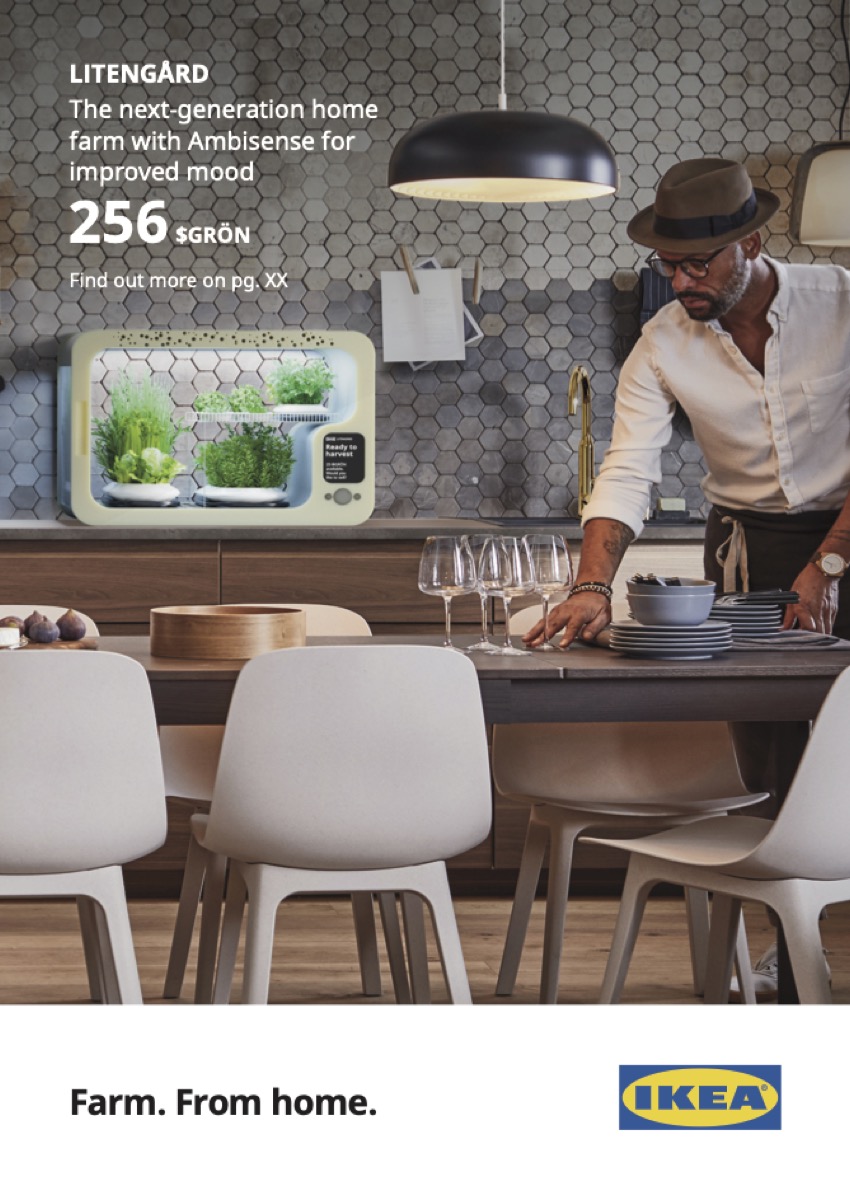 LITENGÅRD
The next-generation home
farm with Ambisense for
improved mood
256 $GRÖN
Find out more on pg. XX
Ready to
harvest
Farm. From home.
IKEA®